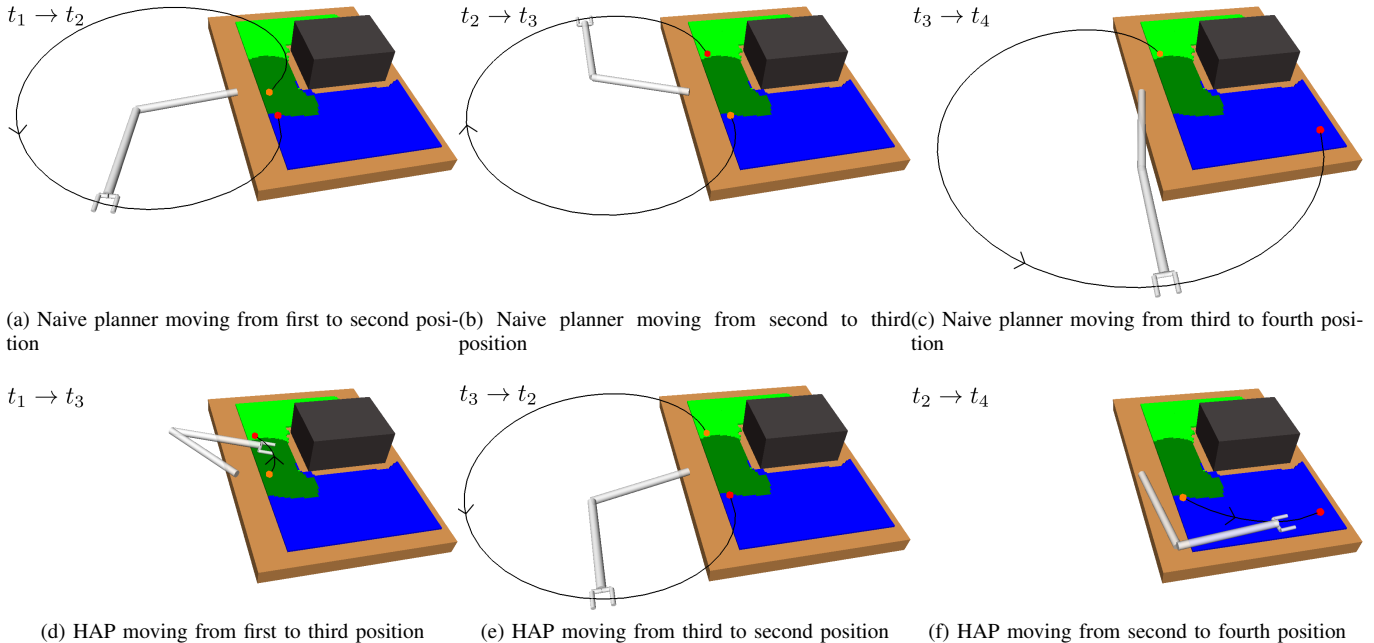 t₁ → t₂
t₂ → t₃
t₃ → t₄
(a) Naive planner moving from first to second posi-
tion
(b) Naive planner moving from second to third
position
(c) Naive planner moving from third to fourth posi-
tion
t₁ → t₃
t₃ → t₂
t₂ → t₄
(d) HAP moving from first to third position
(e) HAP moving from third to second position
(f) HAP moving from second to fourth position